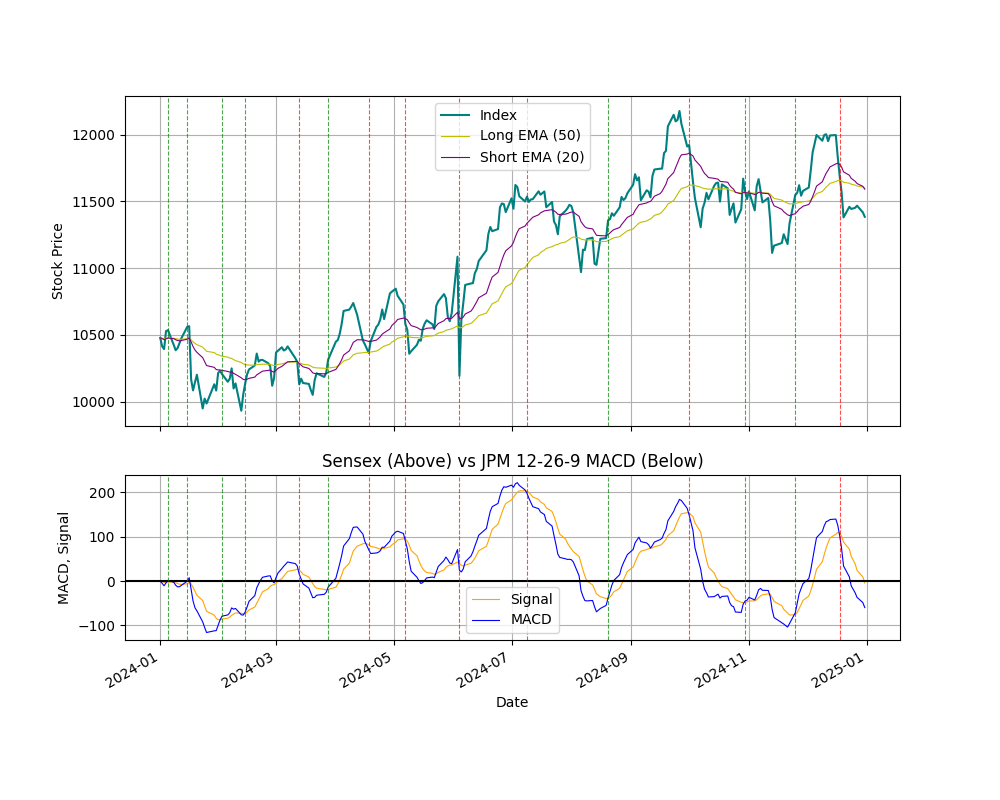 Index
Long EMA (50)
Short EMA (20)
12000
11500
11000
10500
10000
Stock Price
Sensex (Above) vs JPM 12-26-9 MACD (Below)
200
100
0
−100
MACD, Signal
Signal
MACD
2024-01
2024-03
2024-05
2024-07
2024-09
2024-11
2025-01
Date